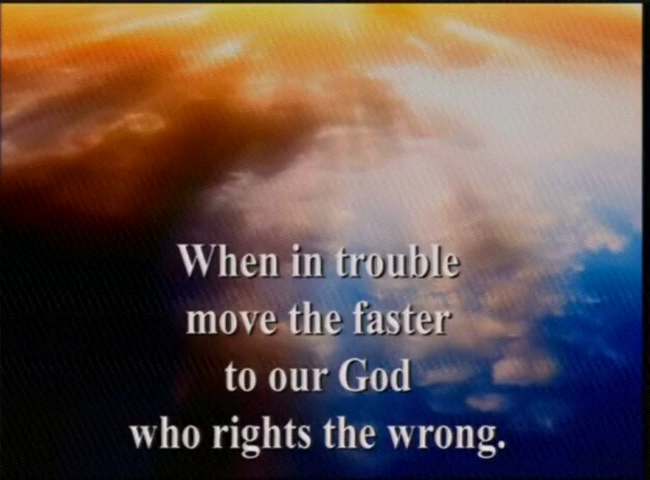 When in trouble
move the faster
to our God
who rights the wrong.